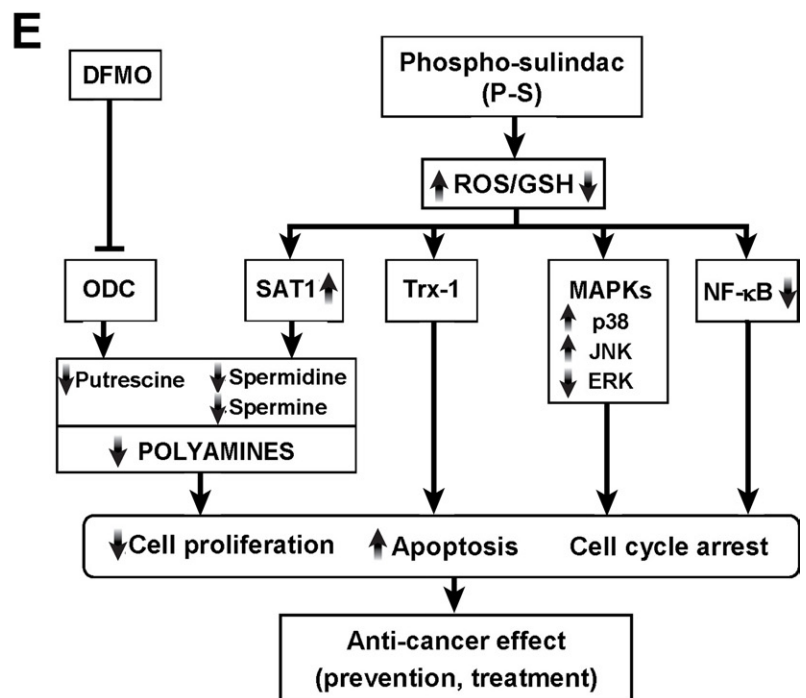 E
DFMO
Phospho-sulindac
(P-S)
ROS/GSH
ODC
SAT1
Trx-1
MAPKs
p38
JNK
ERK
NF-κB
Putrescine
Spermidine
Spermine
POLYAMINES
Cell proliferation
Apoptosis
Cell cycle arrest
Anti-cancer effect
(prevention, treatment)